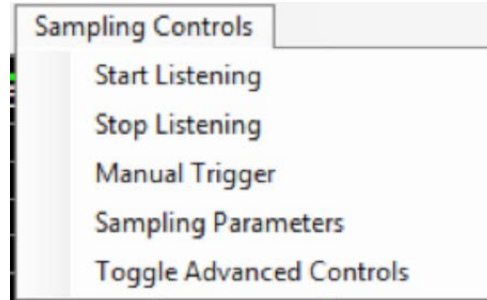 Sampling Controls
Start Listening
Stop Listening
Manual Trigger
Sampling Parameters
Toggle Advanced Controls